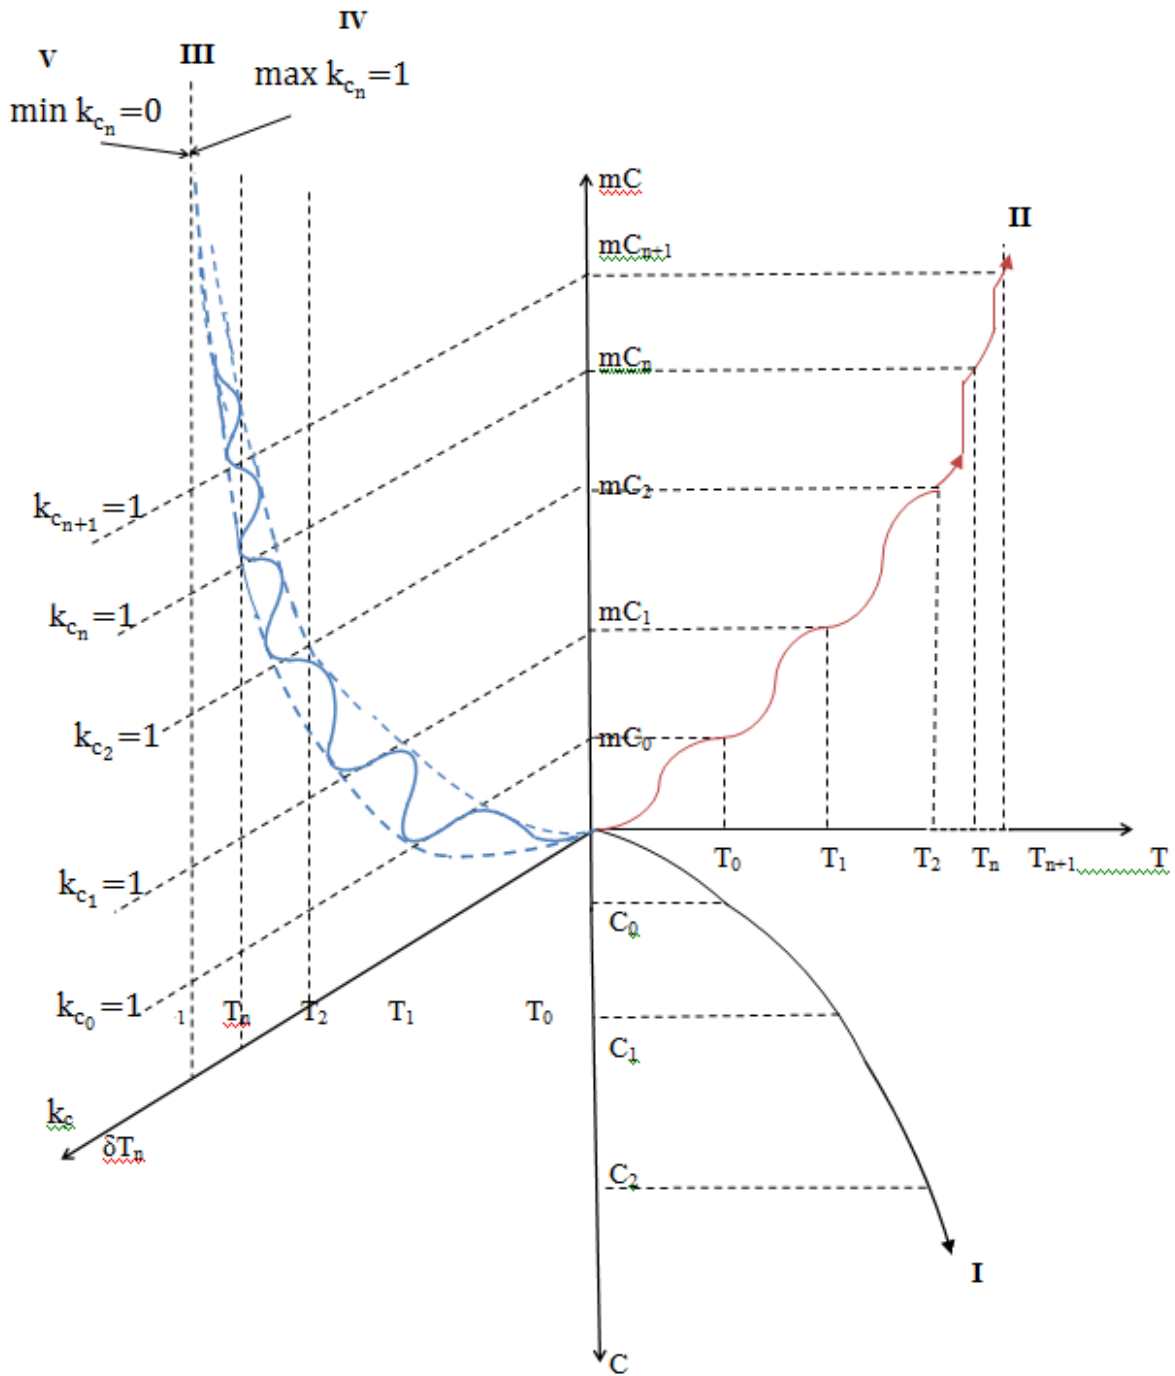 IV
V
III
max k_{c_n}=1
min k_{c_n}=0
mC
II
mC_{n+1}
mC_n
mC_2
k_{c_{n+1}}=1
k_{c_n}=1
mC_1
k_{c_2}=1
mC_0
T_0 T_1 T_2 T_n T_{n+1} T
k_{c_1}=1
C_0
k_{c_0}=1 1 T_n T_2 T_1 T_0
C_1
k_c
δT_n
C_2
I
C